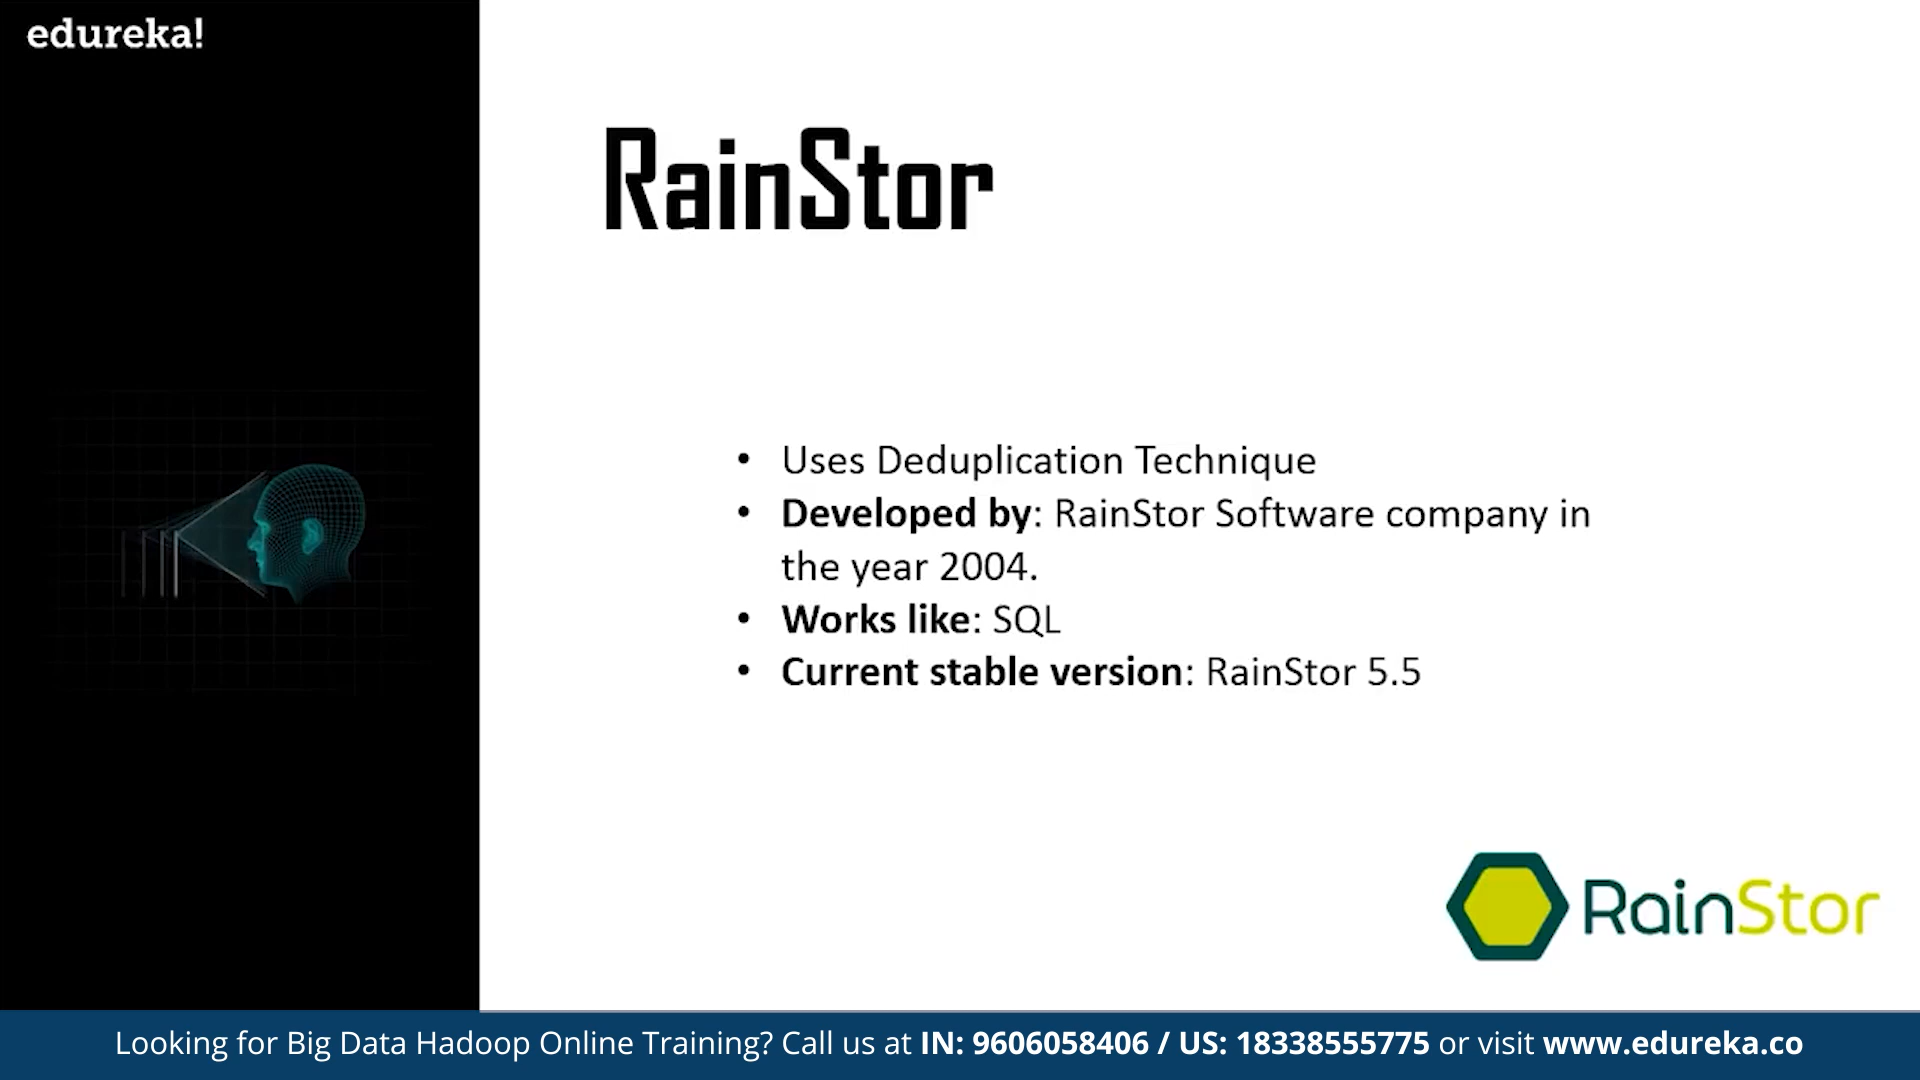 edureka!
RainStor
• Uses Deduplication Technique
• Developed by: RainStor Software company in
the year 2004.
• Works like: SQL
• Current stable version: RainStor 5.5
RainStor
Looking for Big Data Hadoop Online Training? Call us at IN: 9606058406 / US: 18338555775 or visit www.edureka.co